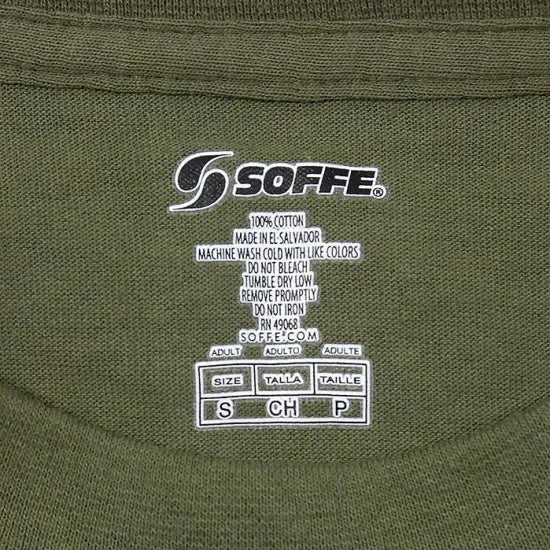 SOFFE®
100% COTTON
MADE IN EL SALVADOR
MACHINE WASH COLD WITH LIKE COLORS
DO NOT BLEACH
TUMBLE DRY LOW
REMOVE PROMPTLY
DO NOT IRON
RN 49068
SOFFE.COM
ADULT ADULTO ADULTE
SIZE TALLA TAILLE
S CH P